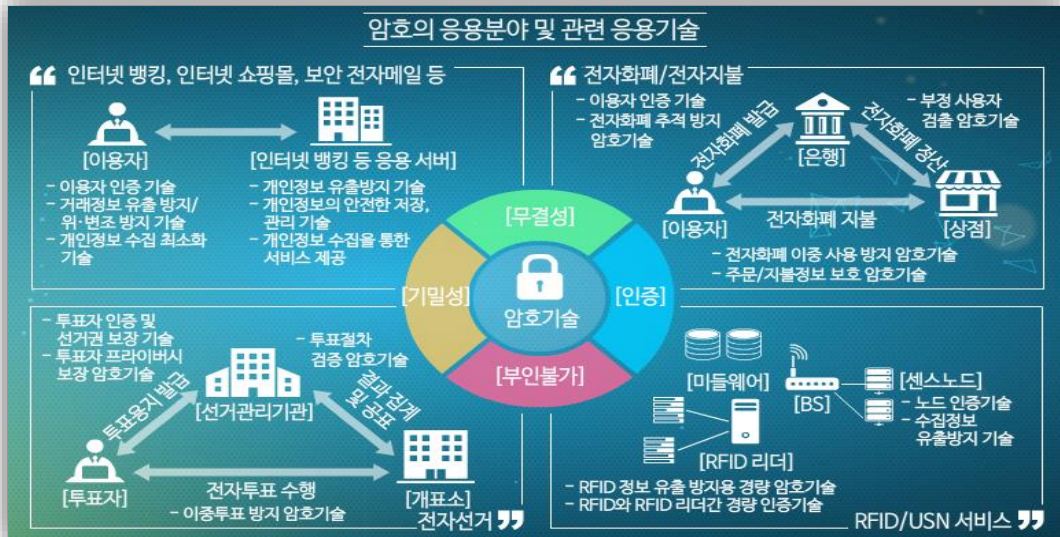 암호의 응용분야 및 관련 응용기술
❝ 인터넷 뱅킹, 인터넷 쇼핑몰, 보안 전자메일 등
[이용자]
[인터넷 뱅킹 등 응용 서버]
- 이용자 인증 기술
- 거래정보 유출 방지/
위·변조 방지 기술
- 개인정보 수집 최소화
기술
- 개인정보 유출방지 기술
- 개인정보의 안전한 저장,
관리 기술
- 개인정보 수집을 통한
서비스 제공
❝ 전자화폐/전자지불
- 이용자 인증 기술
- 전자화폐 추적 방지
암호기술
- 부정 사용자
검출 암호기술
전자화폐 발급
[은행]
전자화폐 정산
[이용자]
전자화폐 지불
[상점]
- 전자화폐 이중 사용 방지 암호기술
- 주문/지불정보 보호 암호기술
[무결성]
[기밀성]
암호기술
[인증]
[부인불가]
- 투표자 인증 및
선거권 보장 기술
- 투표자 프라이버시
보장 암호기술
- 투표절차
검증 암호기술
투표용지 발급
[선거관리기관]
결과 집계
및 공표
[투표자]
전자투표 수행
[개표소]
- 이중투표 방지 암호기술
전자선거 ❞
[마들웨어]
[BS]
[센스노드]
- 노드 인증기술
- 수집정보
유출방지 기술
[RFID 리더]
- RFID 정보 유출 방지용 경량 암호기술
- RFID와 RFID 리더간 경량 인증기술
RFID/USN 서비스 ❞